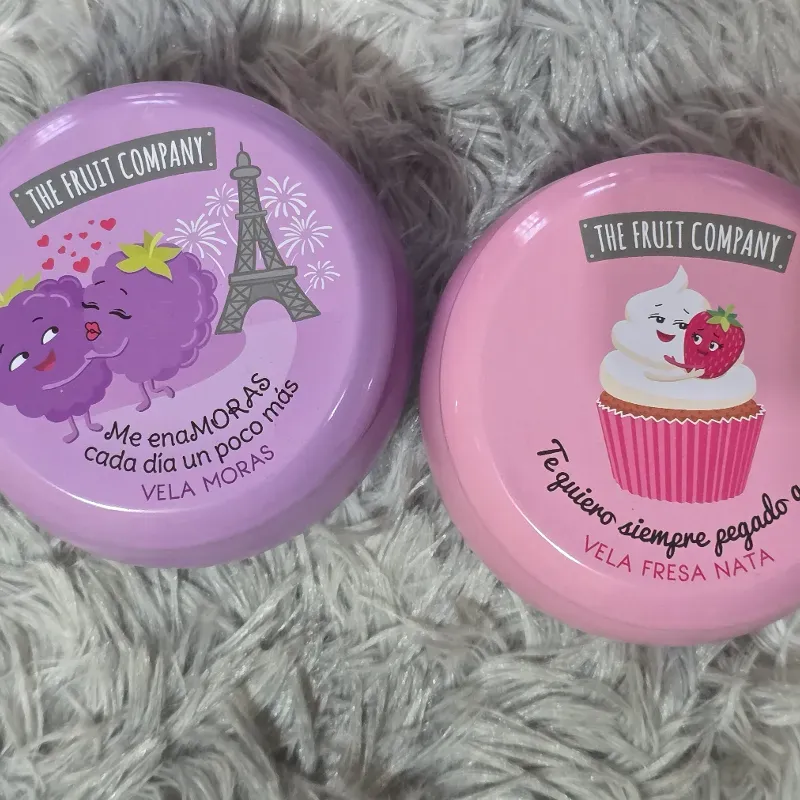 THE FRUIT COMPANY
Me enaMORAS
cada día un poco más
VELA MORAS
THE FRUIT COMPANY
Te quiero siempre pegado a
VELA FRESA NATA